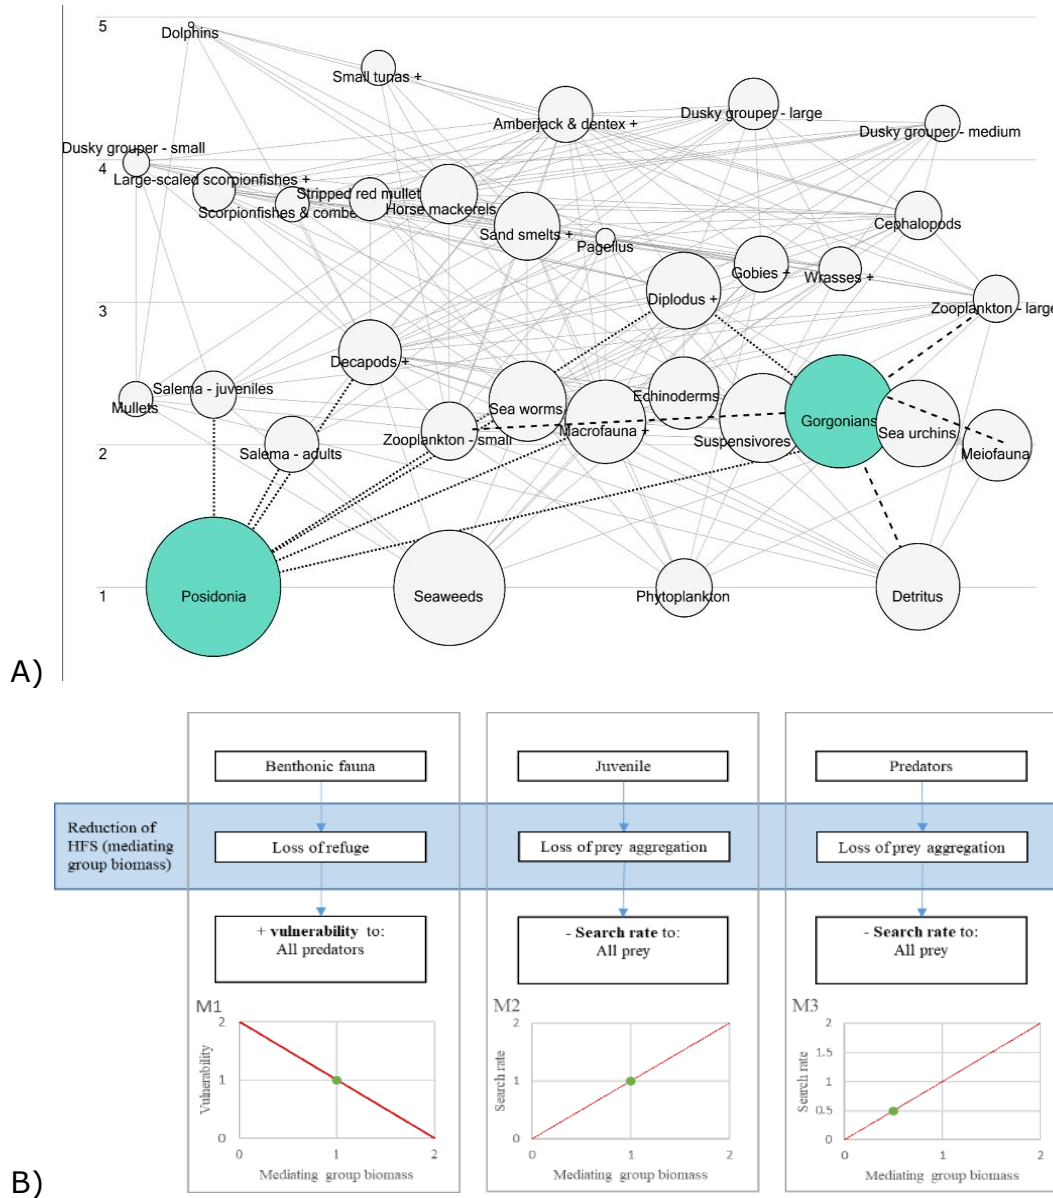 5
Dolphins
Small tunas +
Amberjack & dentex +
Dusky grouper - large
Dusky grouper - medium
Dusky grouper - small
4
Large-scaled scorpionfishes +
Stripped red mullet
Scorpionfishes & combe
Horse mackerels
Sand smelts +
Pagellus
Cephalopods
Gobies +
Wrasses +
Diplodus +
3
Zooplankton - large
Decapods +
Salema - juveniles
Mullets
Sea worms
Echinoderms
Gorgonians
Zooplankton - small
Macrofauna +
Suspensivores
Sea urchins
2
Salema - adults
Meiofauna
1
Posidonia
Seaweeds
Phytoplankton
Detritus
A)
Benthonic fauna
Juvenile
Predators
Reduction of
HFS (mediating
group biomass)
Loss of refuge
Loss of prey aggregation
Loss of prey aggregation
+ vulnerability to:
All predators
- Search rate to:
All prey
- Search rate to:
All prey
M1
2
1
0
Vulnerability
0 1 2
Mediating group biomass
M2
2
1
0
Search rate
0 1 2
Mediating group biomass
M3
2
1.5
1
0.5
0
Search rate
0 1 2
Mediating group biomass
B)